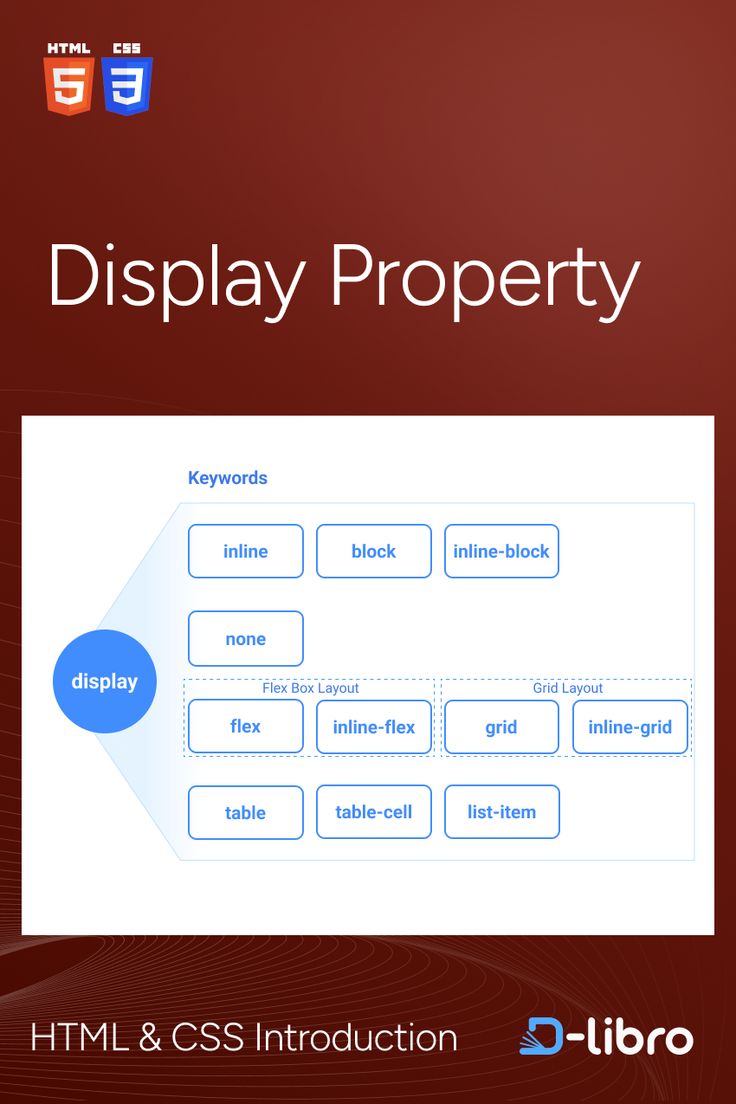 HTML CSS
5 3
Display Property
Keywords
inline block inline-block
none
display
Flex Box Layout Grid Layout
flex inline-flex grid inline-grid
table table-cell list-item
HTML & CSS Introduction
D-libro